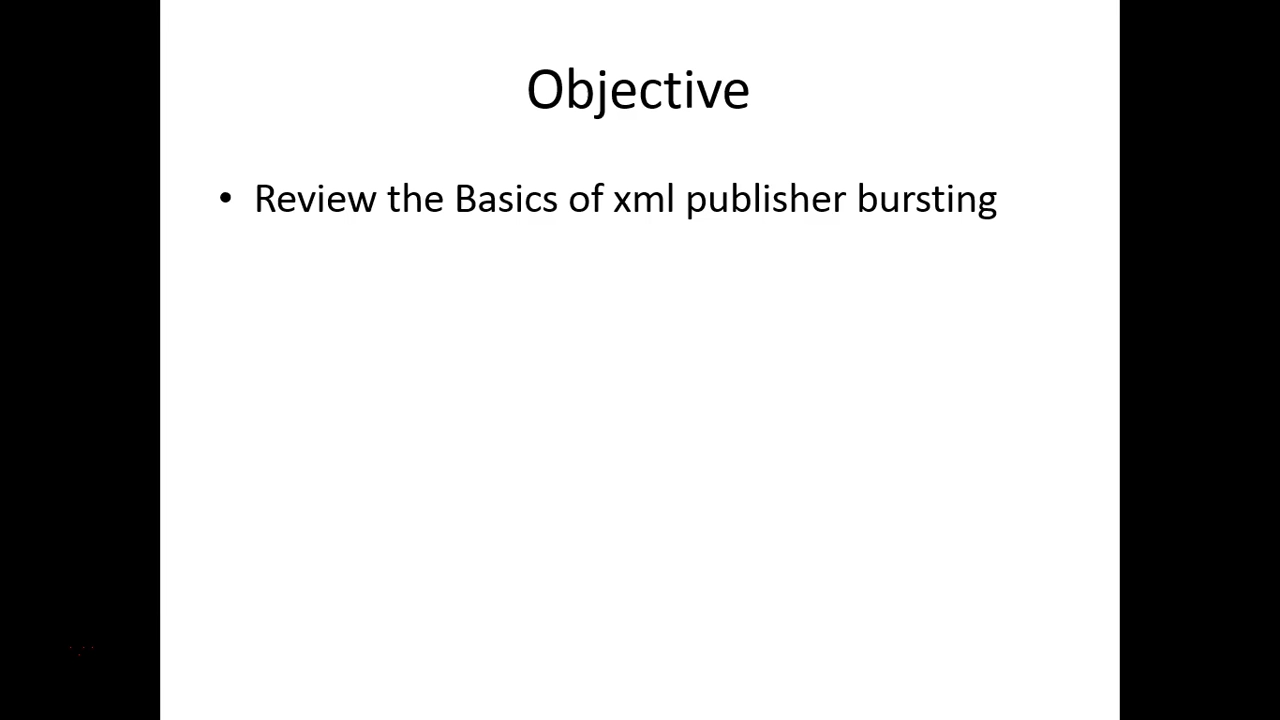 Objective
• Review the Basics of xml publisher bursting